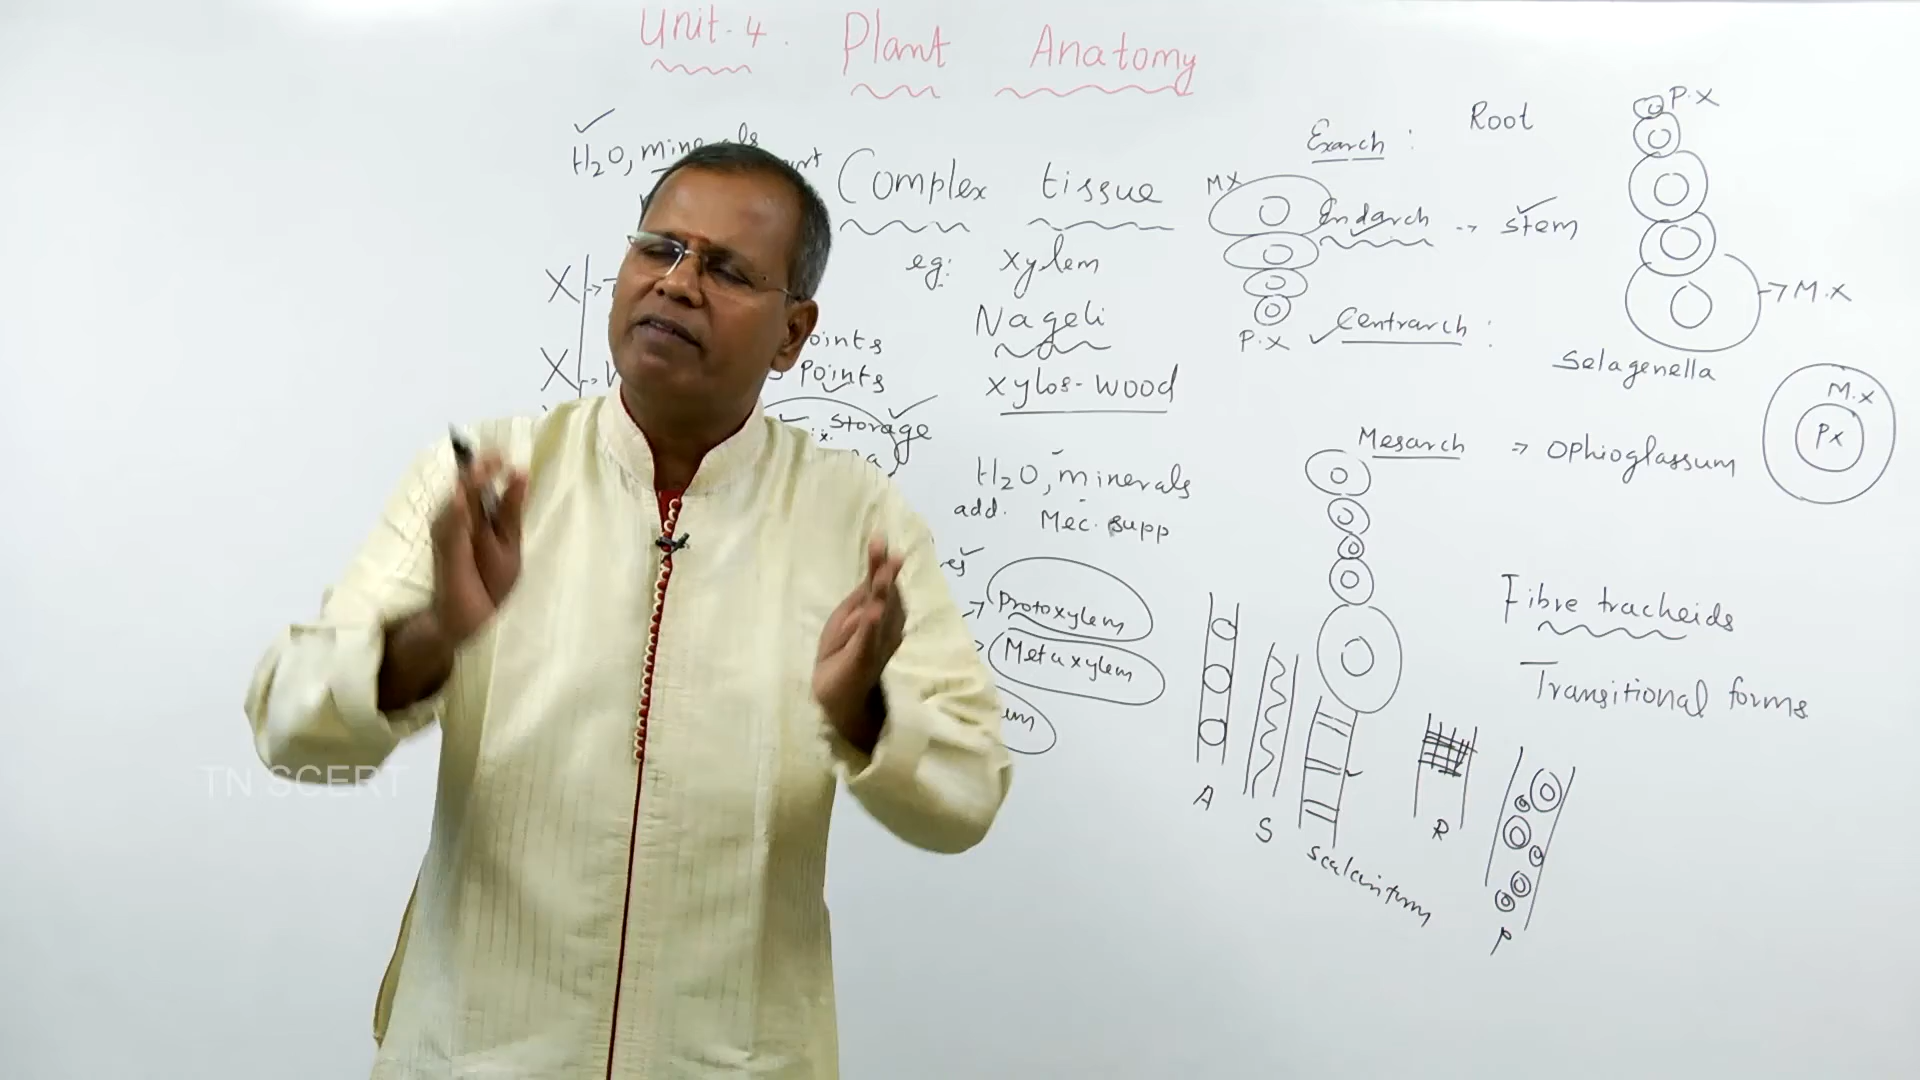 Unit-4. Plant Anatomy
H2O, minerals
Complex tissue
eg: xylem
Nageli
xylos-wood
Points
Points
storage
H2O, minerals
add. Mec. supp
Protoxylem
Metaxylem
Exarch : Root
P.X
M.X
MX
Endarch -> stem
P.X
Centrarch :
Selagenella
M.X
PX
Mesarch => Ophioglassum
Fibre tracheids
Transitional forms
A
S
R
P
X
X
TN SCERT